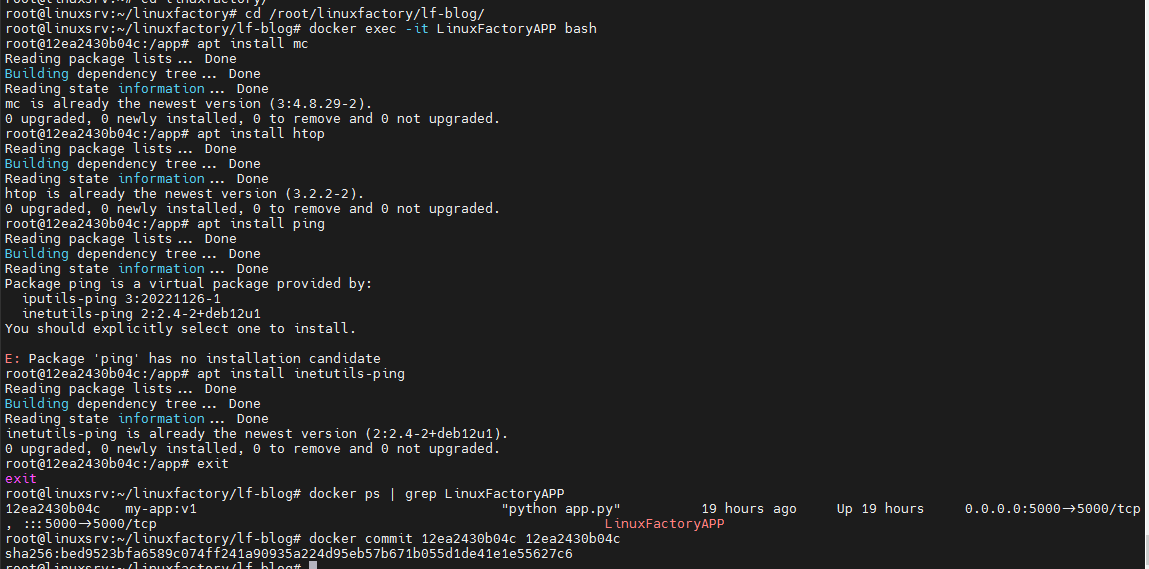 root@linuxsrv:~/linuxfactory# cd /root/linuxfactory/lf-blog/
root@linuxsrv:~/linuxfactory/lf-blog# docker exec -it LinuxFactoryAPP bash
root@12ea2430b04c:/app# apt install mc
Reading package lists... Done
Building dependency tree... Done
Reading state information... Done
mc is already the newest version (3:4.8.29-2).
0 upgraded, 0 newly installed, 0 to remove and 0 not upgraded.
root@12ea2430b04c:/app# apt install htop
Reading package lists... Done
Building dependency tree... Done
Reading state information... Done
htop is already the newest version (3.2.2-2).
0 upgraded, 0 newly installed, 0 to remove and 0 not upgraded.
root@12ea2430b04c:/app# apt install ping
Reading package lists... Done
Building dependency tree... Done
Reading state information... Done
Package ping is a virtual package provided by:
  iputils-ping 3:20221126-1
  inetutils-ping 2:2.4-2+deb12u1
You should explicitly select one to install.

E: Package 'ping' has no installation candidate
root@12ea2430b04c:/app# apt install inetutils-ping
Reading package lists... Done
Building dependency tree... Done
Reading state information... Done
inetutils-ping is already the newest version (2:2.4-2+deb12u1).
0 upgraded, 0 newly installed, 0 to remove and 0 not upgraded.
root@12ea2430b04c:/app# exit
exit
root@linuxsrv:~/linuxfactory/lf-blog# docker ps | grep LinuxFactoryAPP
12ea2430b04c   my-app:v1   "python app.py"   19 hours ago   Up 19 hours   0.0.0.0:5000->5000/tcp
, :::5000->5000/tcp   LinuxFactoryAPP
root@linuxsrv:~/linuxfactory/lf-blog# docker commit 12ea2430b04c 12ea2430b04c
sha256:bed9523bfa6589c074ff241a90935a224d95eb57b671b055d1de41e1e55627c6
root@linuxsrv:~/linuxfactory/lf-blog#